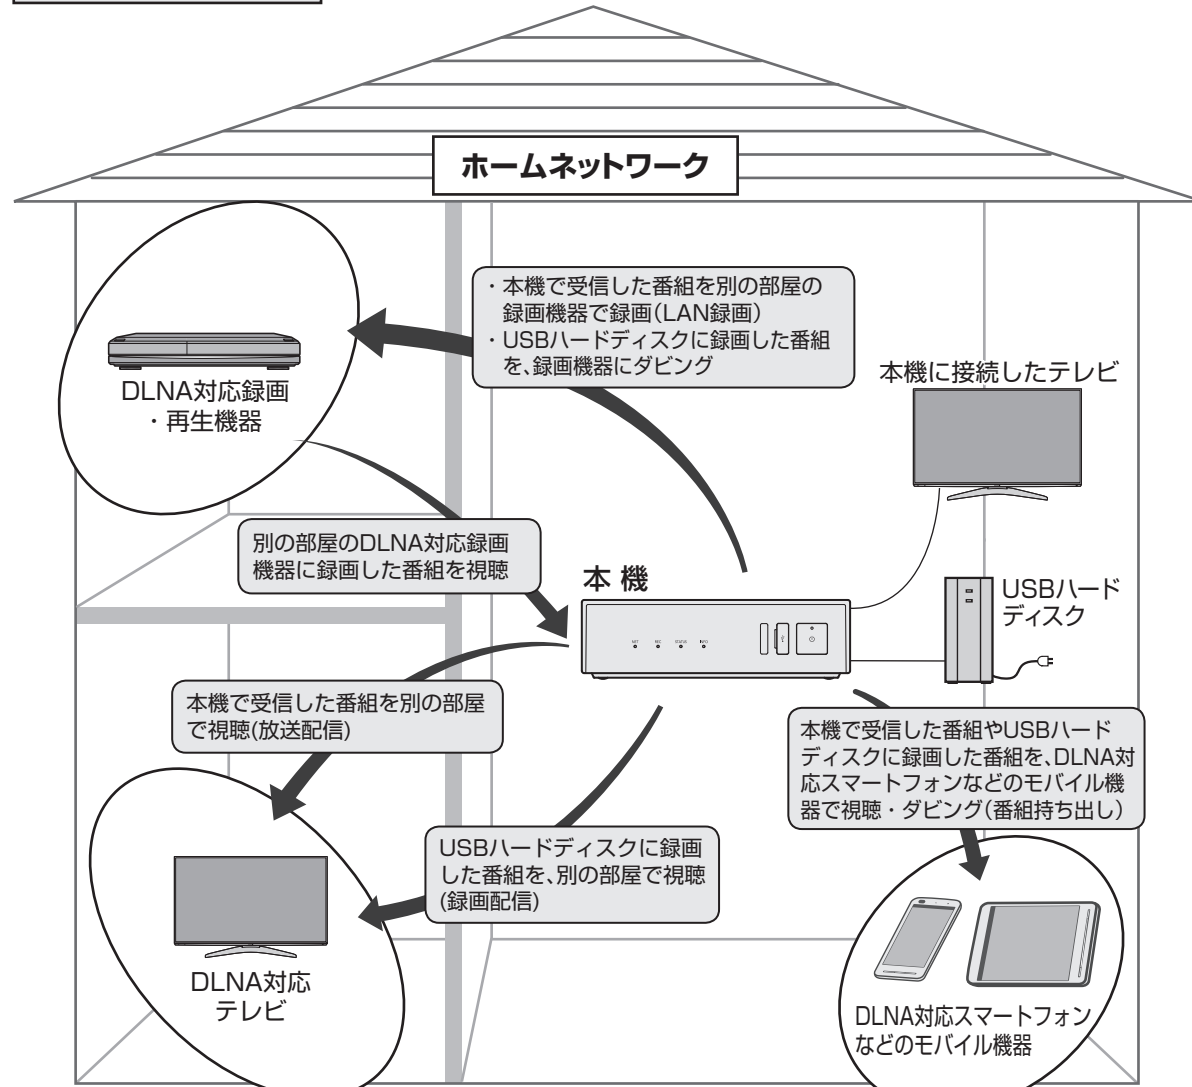 ホームネットワーク
・本機で受信した番組を別の部屋の
録画機器で録画(LAN録画)
・USBハードディスクに録画した番組
を、録画機器にダビング
DLNA対応録画
・再生機器
本機に接続したテレビ
別の部屋のDLNA対応録画
機器に録画した番組を視聴
本 機
NET REC STATUS INFO
USBハード
ディスク
本機で受信した番組を別の部屋
で視聴(放送配信)
本機で受信した番組やUSBハード
ディスクに録画した番組を、DLNA対
応スマートフォンなどのモバイル機
器で視聴・ダビング(番組持ち出し)
USBハードディスクに録画
した番組を、別の部屋で視聴
(録画配信)
DLNA対応
テレビ
DLNA対応スマートフォン
などのモバイル機器